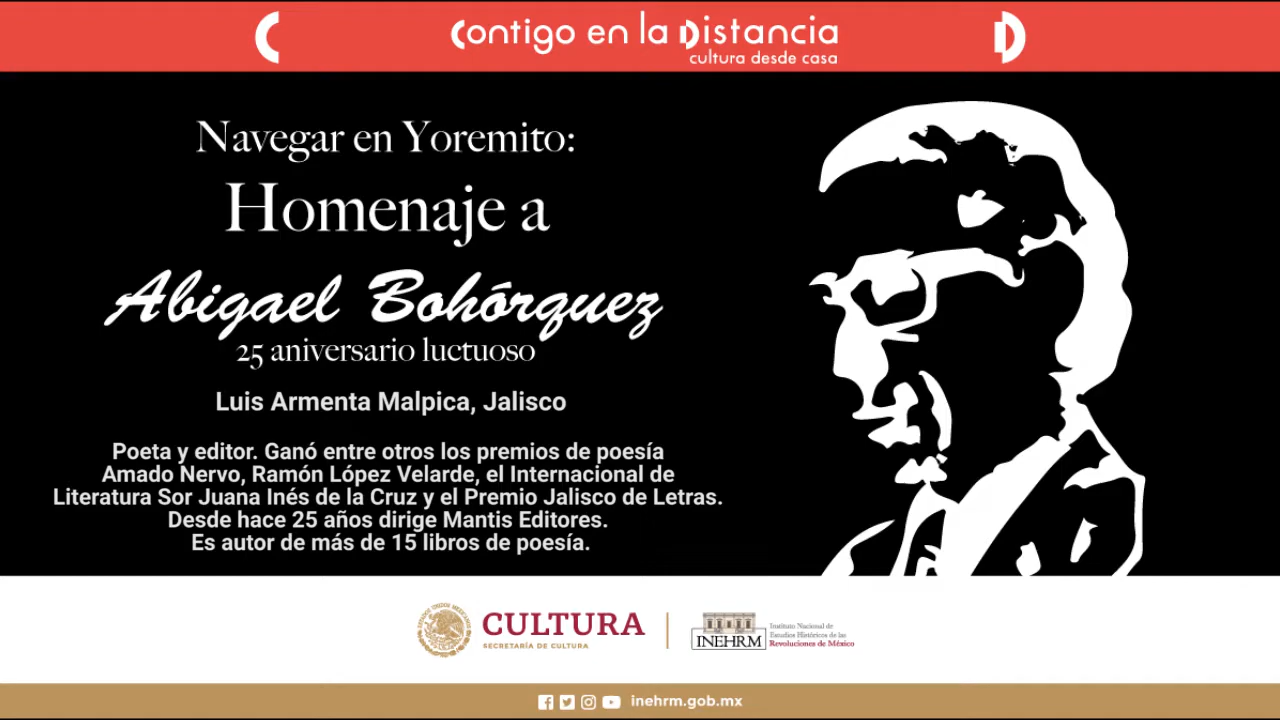 Contigo en la Distancia
cultura desde casa
Navegar en Yoremito:
Homenaje a
Abigael Bohórquez
25 aniversario luctuoso
Luis Armenta Malpica, Jalisco
Poeta y editor. Ganó entre otros los premios de poesía
Amado Nervo, Ramón López Velarde, el Internacional de
Literatura Sor Juana Inés de la Cruz y el Premio Jalisco de Letras.
Desde hace 25 años dirige Mantis Editores.
Es autor de más de 15 libros de poesía.
CULTURA
SECRETARÍA DE CULTURA
INEHRM
Instituto Nacional de
Estudios Históricos de las
Revoluciones de México
inehrm.gob.mx